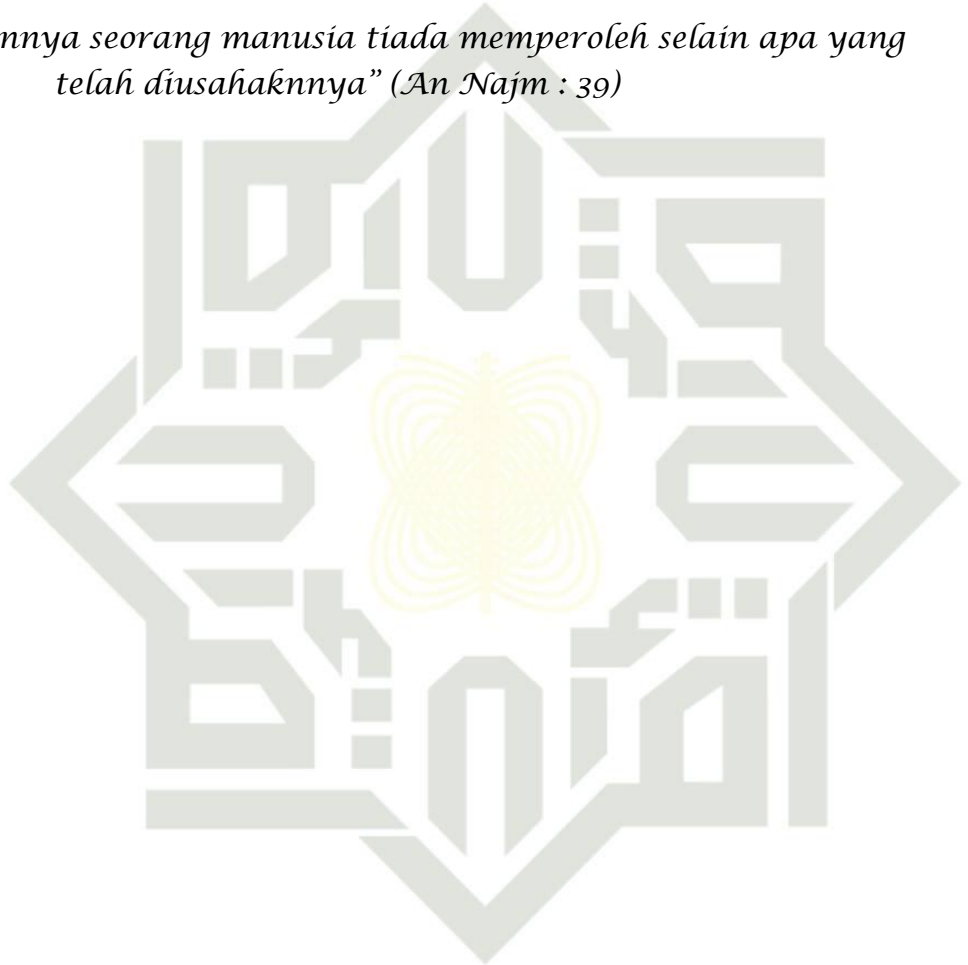 nnya seorang manusia tiada memperoleh selain apa yang
telah diusahaknnya” (An Najm : 39)